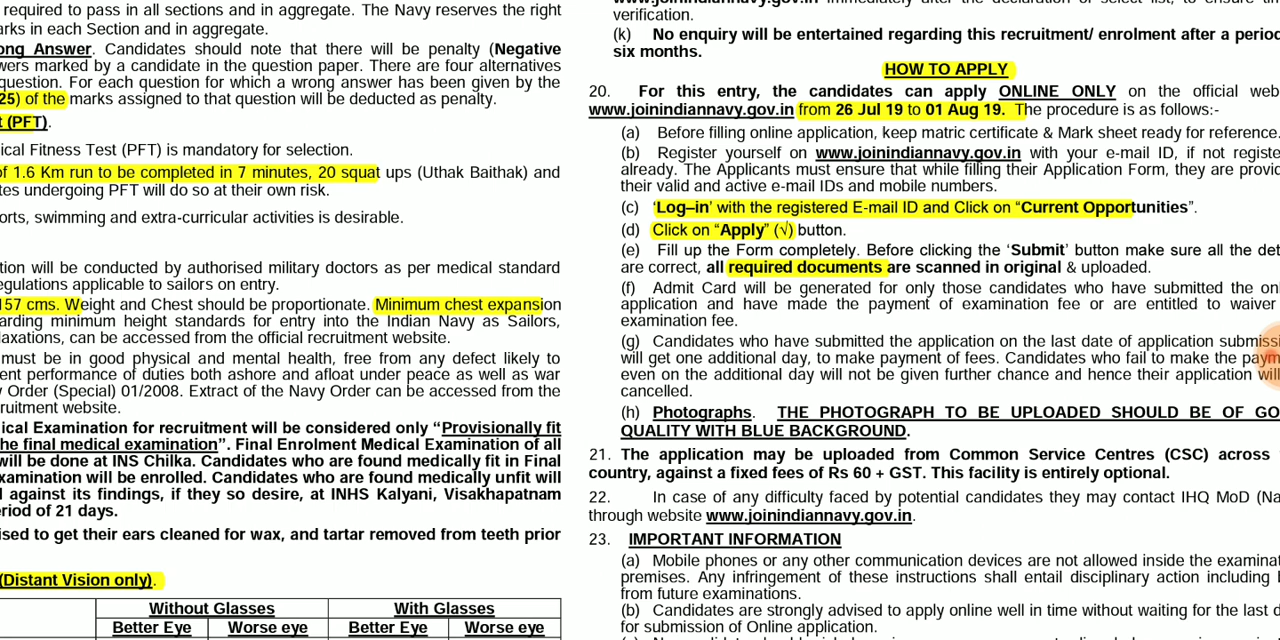 required to pass in all sections and in aggregate. The Navy reserves the right
arks in each Section and in aggregate.
ong Answer. Candidates should note that there will be penalty (Negative
wers marked by a candidate in the question paper. There are four alternatives
question. For each question for which a wrong answer has been given by the
25) of the marks assigned to that question will be deducted as penalty.
t (PFT).
ical Fitness Test (PFT) is mandatory for selection.
of 1.6 Km run to be completed in 7 minutes, 20 squat ups (Uthak Baithak) and
tes undergoing PFT will do so at their own risk.
orts, swimming and extra-curricular activities is desirable.
tion will be conducted by authorised military doctors as per medical standard
egulations applicable to sailors on entry.
157 cms. Weight and Chest should be proportionate. Minimum chest expansion
arding minimum height standards for entry into the Indian Navy as Sailors,
laxations, can be accessed from the official recruitment website.
must be in good physical and mental health, free from any defect likely to
ent performance of duties both ashore and afloat under peace as well as war
y Order (Special) 01/2008. Extract of the Navy Order can be accessed from the
ruitment website.
ical Examination for recruitment will be considered only “Provisionally fit
the final medical examination”. Final Enrolment Medical Examination of all
will be done at INS Chilka. Candidates who are found medically fit in Final
xamination will be enrolled. Candidates who are found medically unfit will
l against its findings, if they so desire, at INHS Kalyani, Visakhapatnam
eriod of 21 days.
ised to get their ears cleaned for wax, and tartar removed from teeth prior
(Distant Vision only).
Without Glasses With Glasses
Better Eye Worse eye Better Eye Worse eye
verification.
(k) No enquiry will be entertained regarding this recruitment/ enrolment after a period
six months.
HOW TO APPLY
20. For this entry, the candidates can apply ONLINE ONLY on the official web
www.joinindiannavy.gov.in from 26 Jul 19 to 01 Aug 19. The procedure is as follows:-
(a) Before filling online application, keep matric certificate & Mark sheet ready for reference.
(b) Register yourself on www.joinindiannavy.gov.in with your e-mail ID, if not registe
already. The Applicants must ensure that while filling their Application Form, they are provid
their valid and active e-mail IDs and mobile numbers.
(c) ‘Log–in’ with the registered E-mail ID and Click on “Current Opportunities”.
(d) Click on “Apply” (√) button.
(e) Fill up the Form completely. Before clicking the ‘Submit’ button make sure all the det
are correct, all required documents are scanned in original & uploaded.
(f) Admit Card will be generated for only those candidates who have submitted the onl
application and have made the payment of examination fee or are entitled to waiver
examination fee.
(g) Candidates who have submitted the application on the last date of application submissi
will get one additional day, to make payment of fees. Candidates who fail to make the paym
even on the additional day will not be given further chance and hence their application will
cancelled.
(h) Photographs. THE PHOTOGRAPH TO BE UPLOADED SHOULD BE OF GO
QUALITY WITH BLUE BACKGROUND.
21. The application may be uploaded from Common Service Centres (CSC) across
country, against a fixed fees of Rs 60 + GST. This facility is entirely optional.
22. In case of any difficulty faced by potential candidates they may contact IHQ MoD (Na
through website www.joinindiannavy.gov.in.
23. IMPORTANT INFORMATION
(a) Mobile phones or any other communication devices are not allowed inside the examinat
premises. Any infringement of these instructions shall entail disciplinary action including
from future examinations.
(b) Candidates are strongly advised to apply online well in time without waiting for the last d
for submission of Online application.